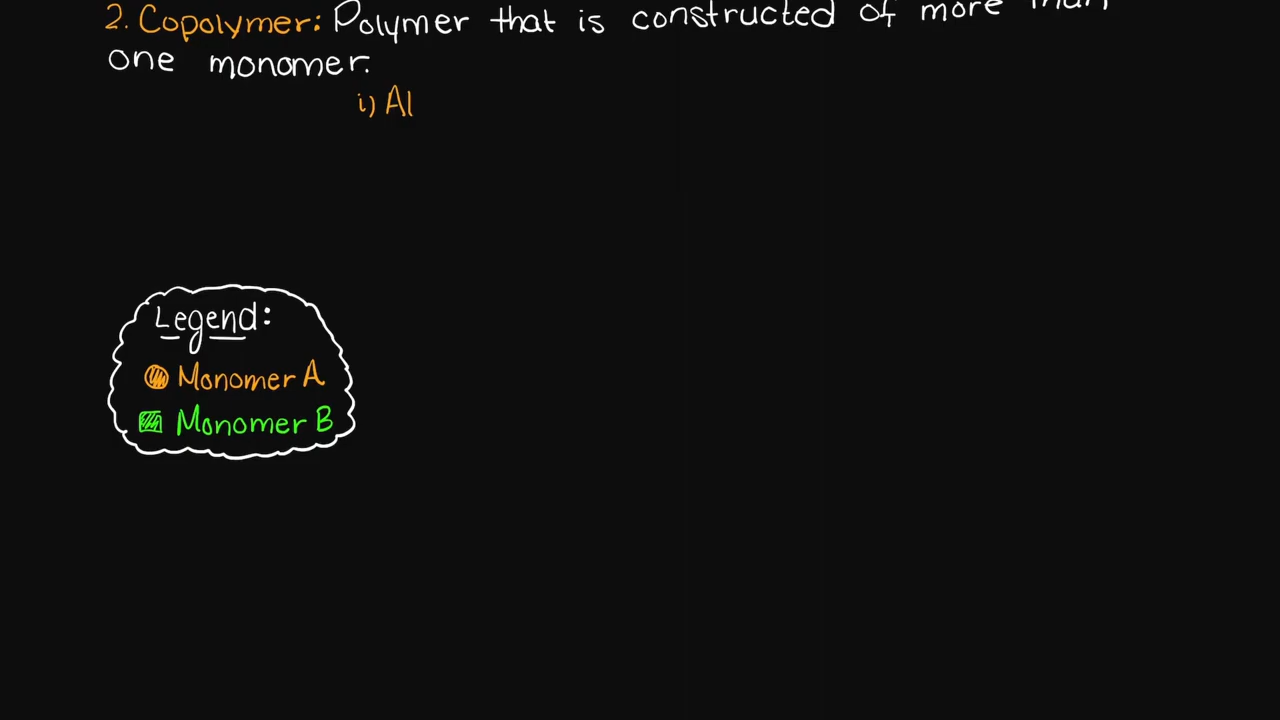 2. Copolymer: Polymer that is constructed of more than
one monomer.
i) Al
Legend:
Monomer A
Monomer B